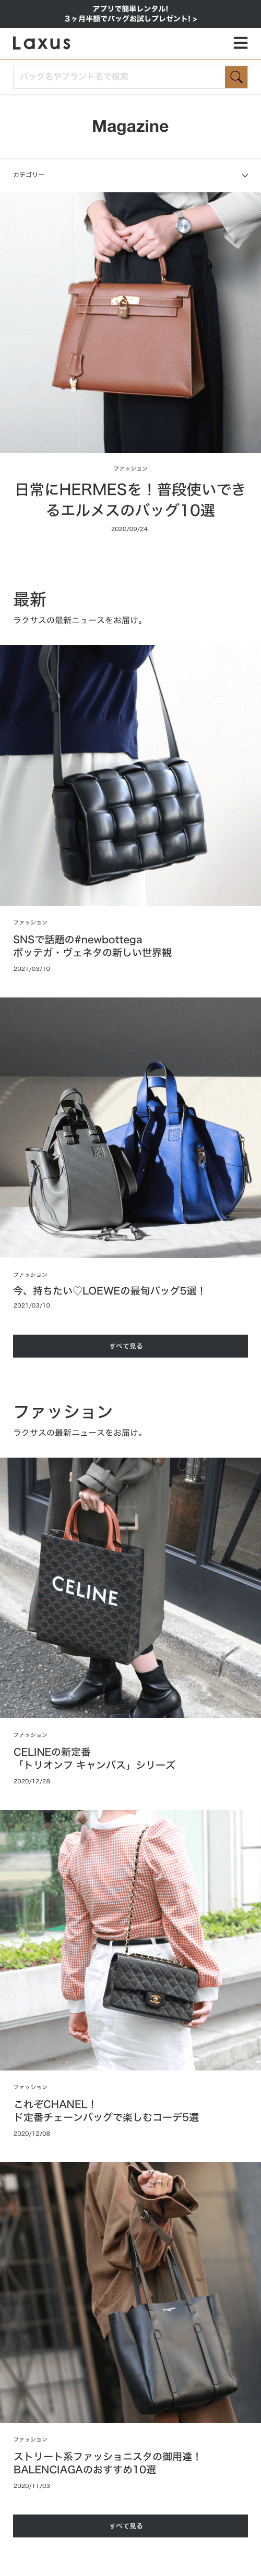 アプリで簡単レンタル!
3ヶ月半額でバッグお試しプレゼント! >
Laxus
バッグ名やブランド名で検索
Magazine
カテゴリー
ファッション
日常にHERMESを！普段使いでき
るエルメスのバッグ10選
2020/09/24
最新
ラクサスの最新ニュースをお届け。
ファッション
SNSで話題の#newbottega
ボッテガ・ヴェネタの新しい世界観
2021/03/10
ファッション
今、持ちたい♡LOEWEの最旬バッグ5選！
2021/03/10
すべて見る
ファッション
ラクサスの最新ニュースをお届け。
CELINE
ファッション
CELINEの新定番
「トリオンフ キャンバス」シリーズ
2020/12/28
ファッション
これぞCHANEL！
ド定番チェーンバッグで楽しむコーデ5選
2020/12/08
ファッション
ストリート系ファッショニスタの御用達！
BALENCIAGAのおすすめ10選
2020/11/03
すべて見る